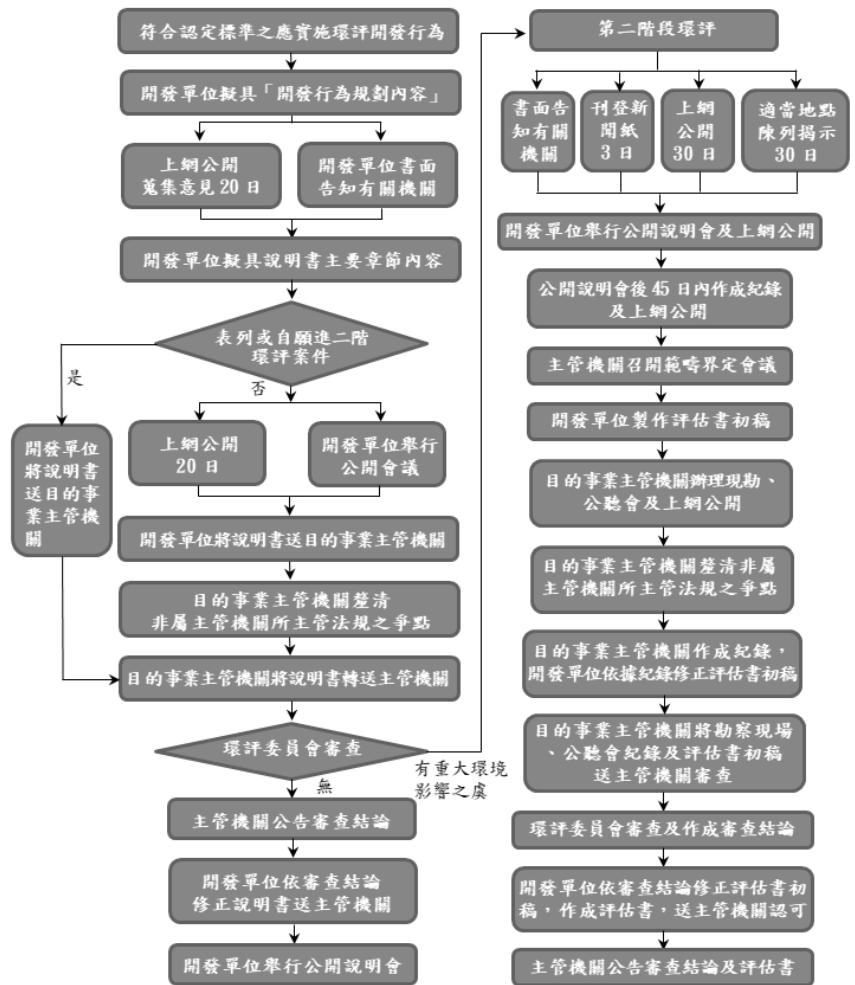 符合認定標準之應實施環評開發行為
開發單位擬具「開發行為規劃內容」
上網公開
蒐集意見 20 日
開發單位書面
告知有關機關
開發單位擬具說明書主要章節內容
表列或自願進二階
環評案件
是
否
開發單位
將說明書
送目的事
業主管機
關
上網公開
20 日
開發單位舉行
公開會議
開發單位將說明書送目的事業主管機關
目的事業主管機關釐清
非屬主管機關所主管法規之爭點
目的事業主管機關將說明書轉送主管機關
環評委員會審查
有重大環境
影響之虞
無
主管機關公告審查結論
開發單位依審查結論
修正說明書送主管機關
開發單位舉行公開說明會
第二階段環評
書面告
知有關
機關
刊登新
聞紙
3 日
上網
公開
30 日
適當地點
陳列揭示
30 日
開發單位舉行公開說明會及上網公開
公開說明會後 45 日內作成紀錄
及上網公開
主管機關召開範疇界定會議
開發單位製作評估書初稿
目的事業主管機關辦理現勘、
公聽會及上網公開
目的事業主管機關釐清非屬
主管機關所主管法規之爭點
目的事業主管機關作成紀錄，
開發單位依據紀錄修正評估書初稿
目的事業主管機關將勘察現場
、公聽會紀錄及評估書初稿
送主管機關審查
環評委員會審查及作成審查結論
開發單位依審查結論修正評估書初
稿，作成評估書，送主管機關認可
主管機關公告審查結論及評估書